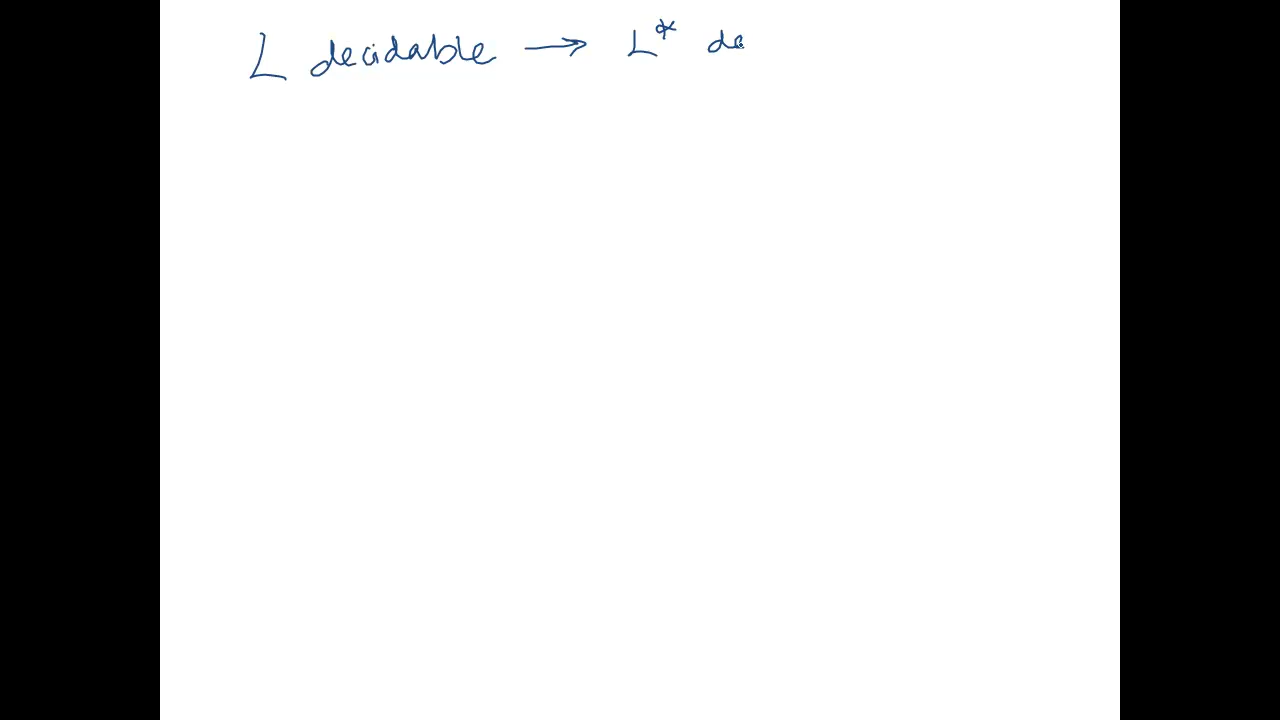 L decidable → L* de